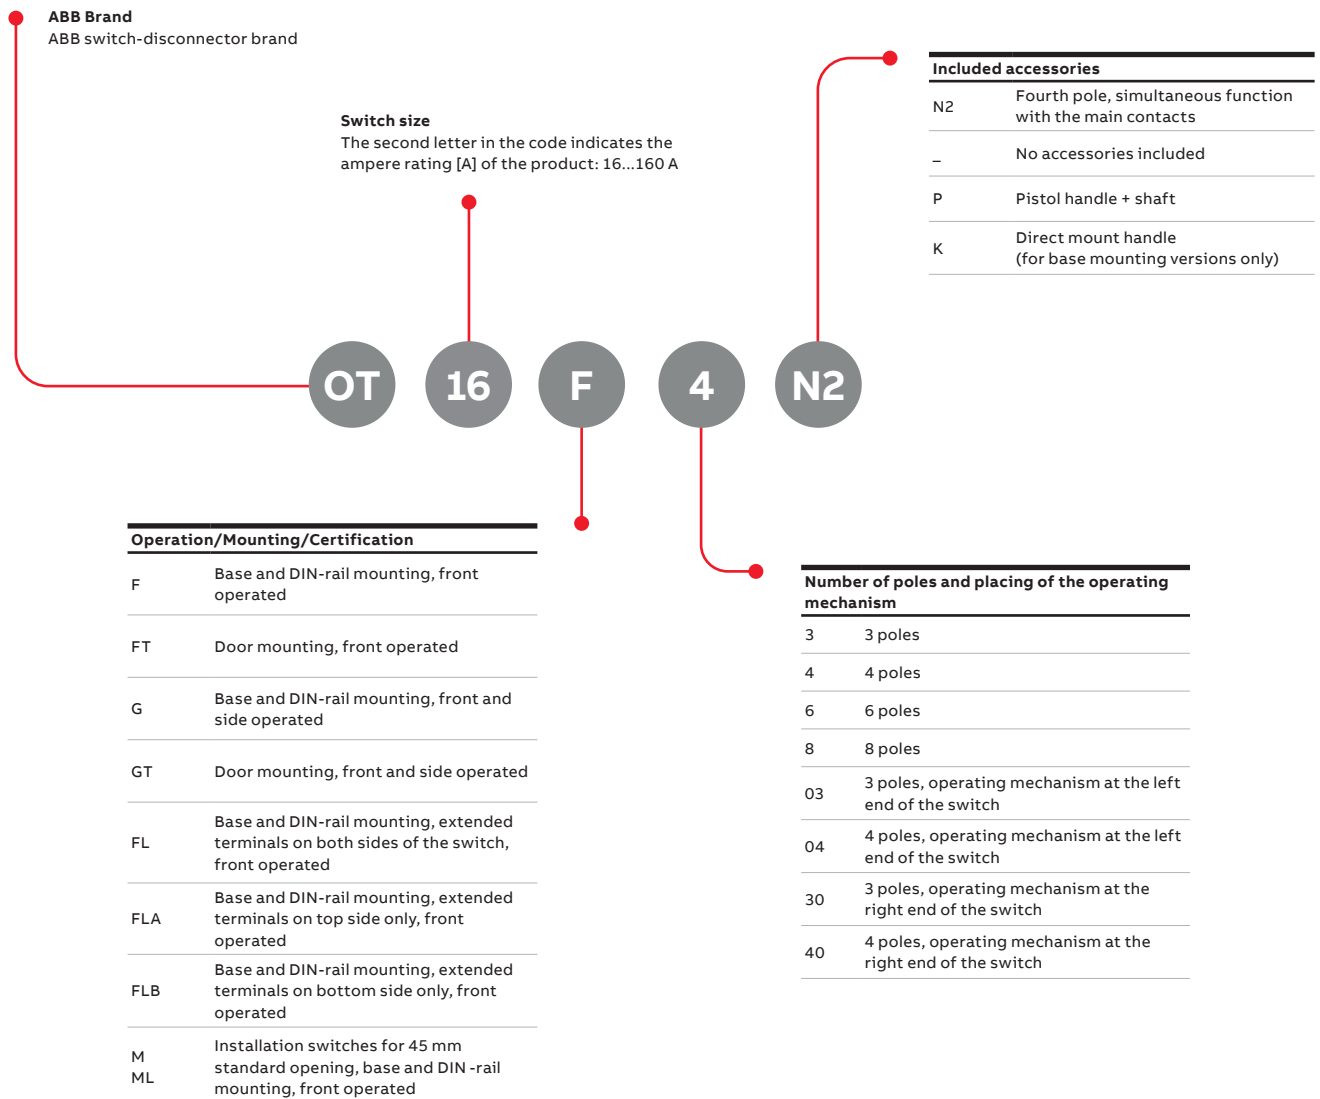 ABB Brand
ABB switch-disconnector brand
Switch size
The second letter in the code indicates the
ampere rating [A] of the product: 16...160 A
Included accessories
N2 Fourth pole, simultaneous function
with the main contacts
_ No accessories included
P Pistol handle + shaft
K Direct mount handle
(for base mounting versions only)
OT 16 F 4 N2
Operation/Mounting/Certification
F Base and DIN-rail mounting, front
operated
FT Door mounting, front operated
G Base and DIN-rail mounting, front and
side operated
GT Door mounting, front and side operated
FL Base and DIN-rail mounting, extended
terminals on both sides of the switch,
front operated
FLA Base and DIN-rail mounting, extended
terminals on top side only, front
operated
FLB Base and DIN-rail mounting, extended
terminals on bottom side only, front
operated
M Installation switches for 45 mm
ML standard opening, base and DIN -rail
mounting, front operated
Number of poles and placing of the operating
mechanism
3 3 poles
4 4 poles
6 6 poles
8 8 poles
03 3 poles, operating mechanism at the left
end of the switch
04 4 poles, operating mechanism at the left
end of the switch
30 3 poles, operating mechanism at the
right end of the switch
40 4 poles, operating mechanism at the
right end of the switch